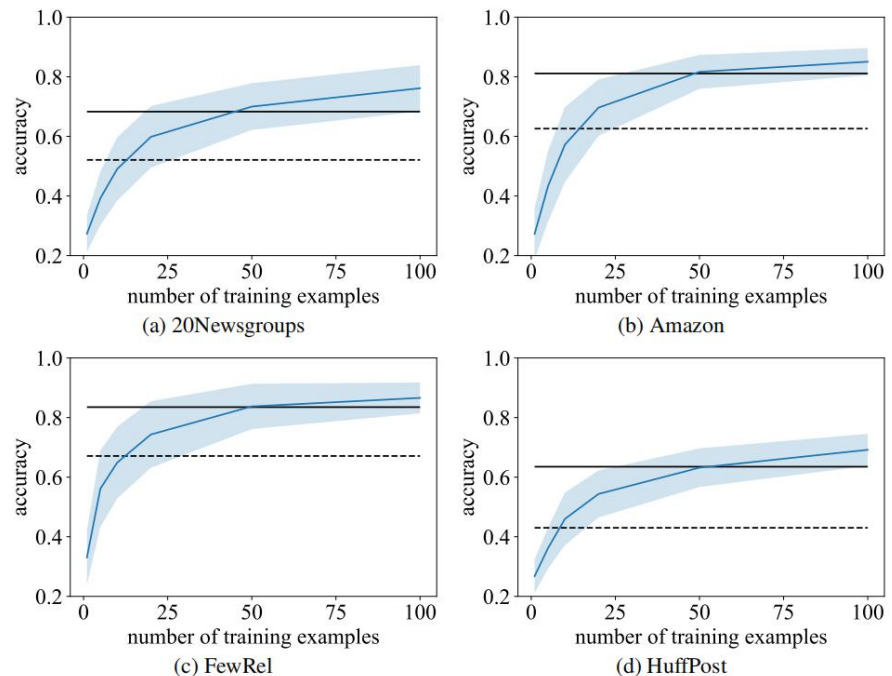 1.0
0.8
0.6
0.4
0.2
accuracy
0 25 50 75 100
number of training examples
(a) 20Newsgroups
1.0
0.8
0.6
0.4
0.2
accuracy
0 25 50 75 100
number of training examples
(b) Amazon
1.0
0.8
0.6
0.4
0.2
accuracy
0 25 50 75 100
number of training examples
(c) FewRel
1.0
0.8
0.6
0.4
0.2
accuracy
0 25 50 75 100
number of training examples
(d) HuffPost